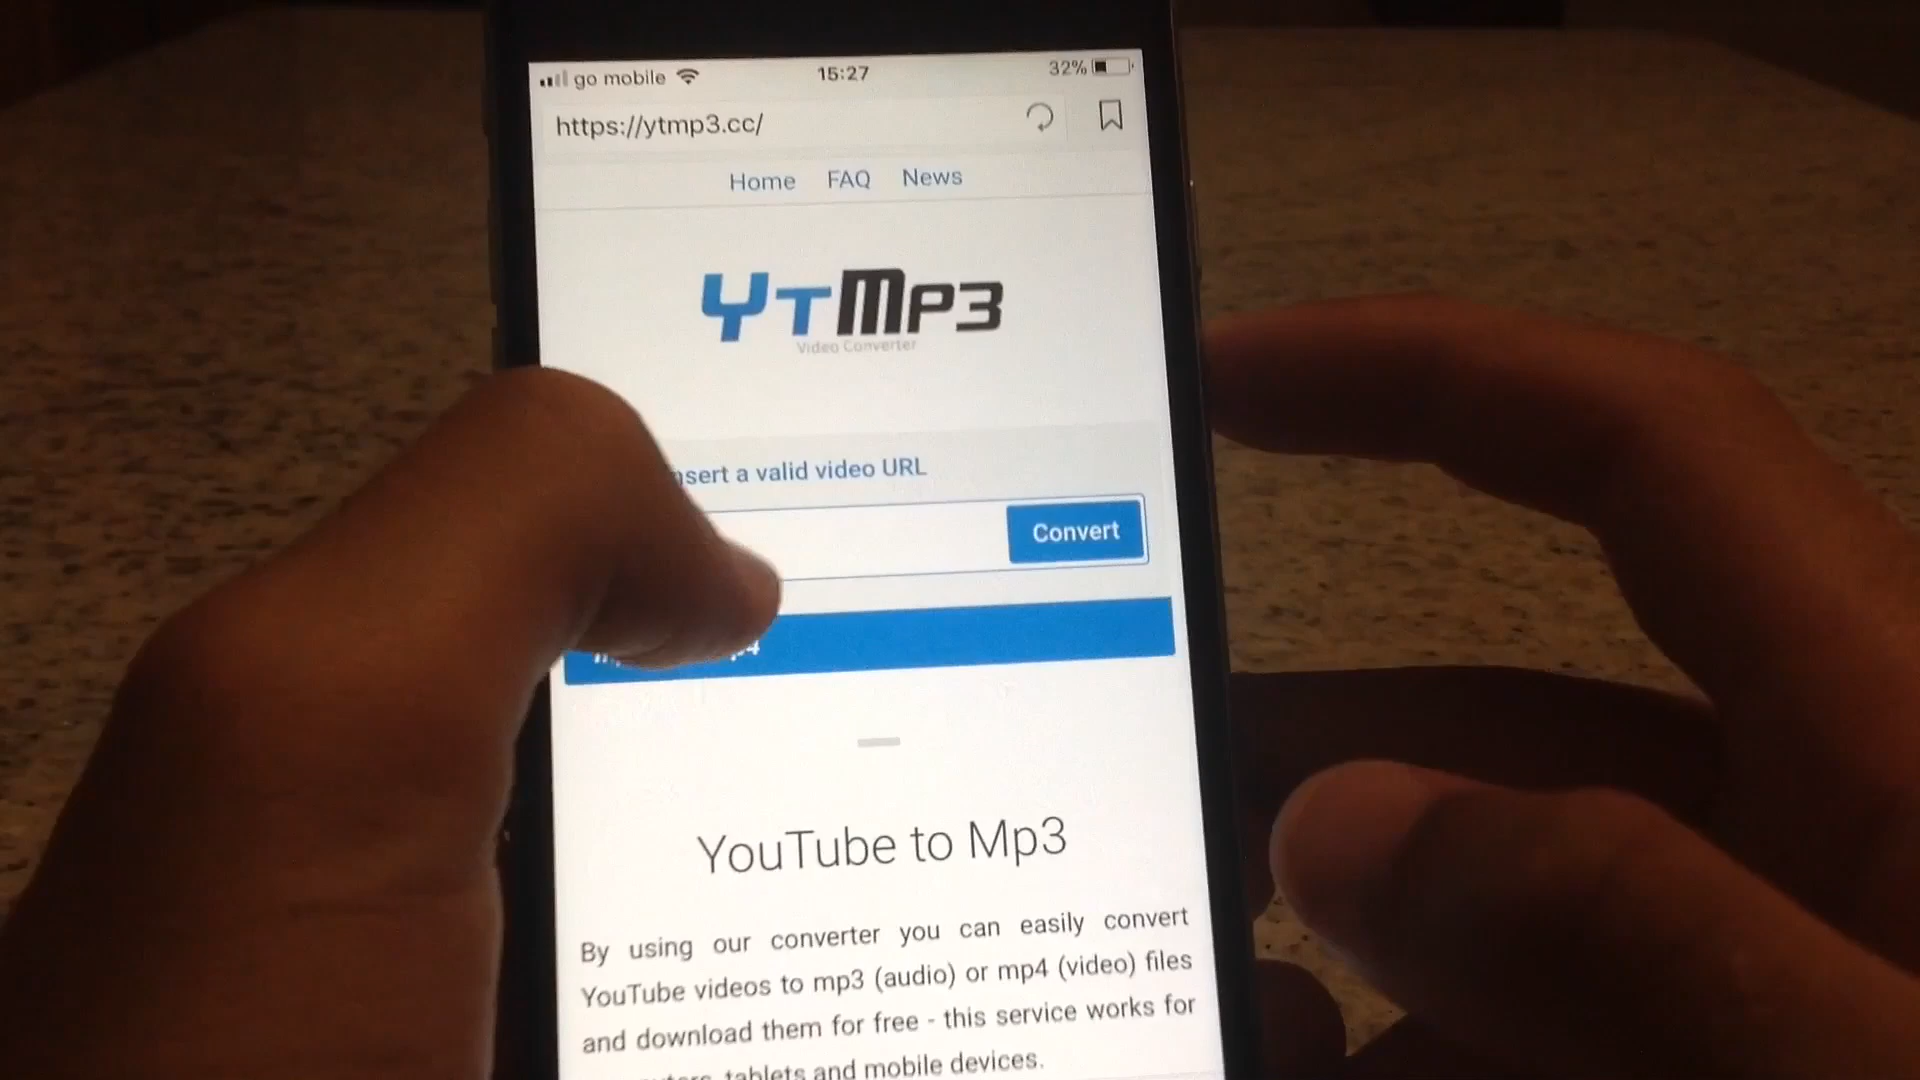 go mobile 15:27 32%
https://ytmp3.cc/
Home FAQ News
YTMP3
Video Converter
insert a valid video URL
Convert
YouTube to Mp3
By using our converter you can easily convert
YouTube videos to mp3 (audio) or mp4 (video) files
and download them for free - this service works for
tablets and mobile devices.